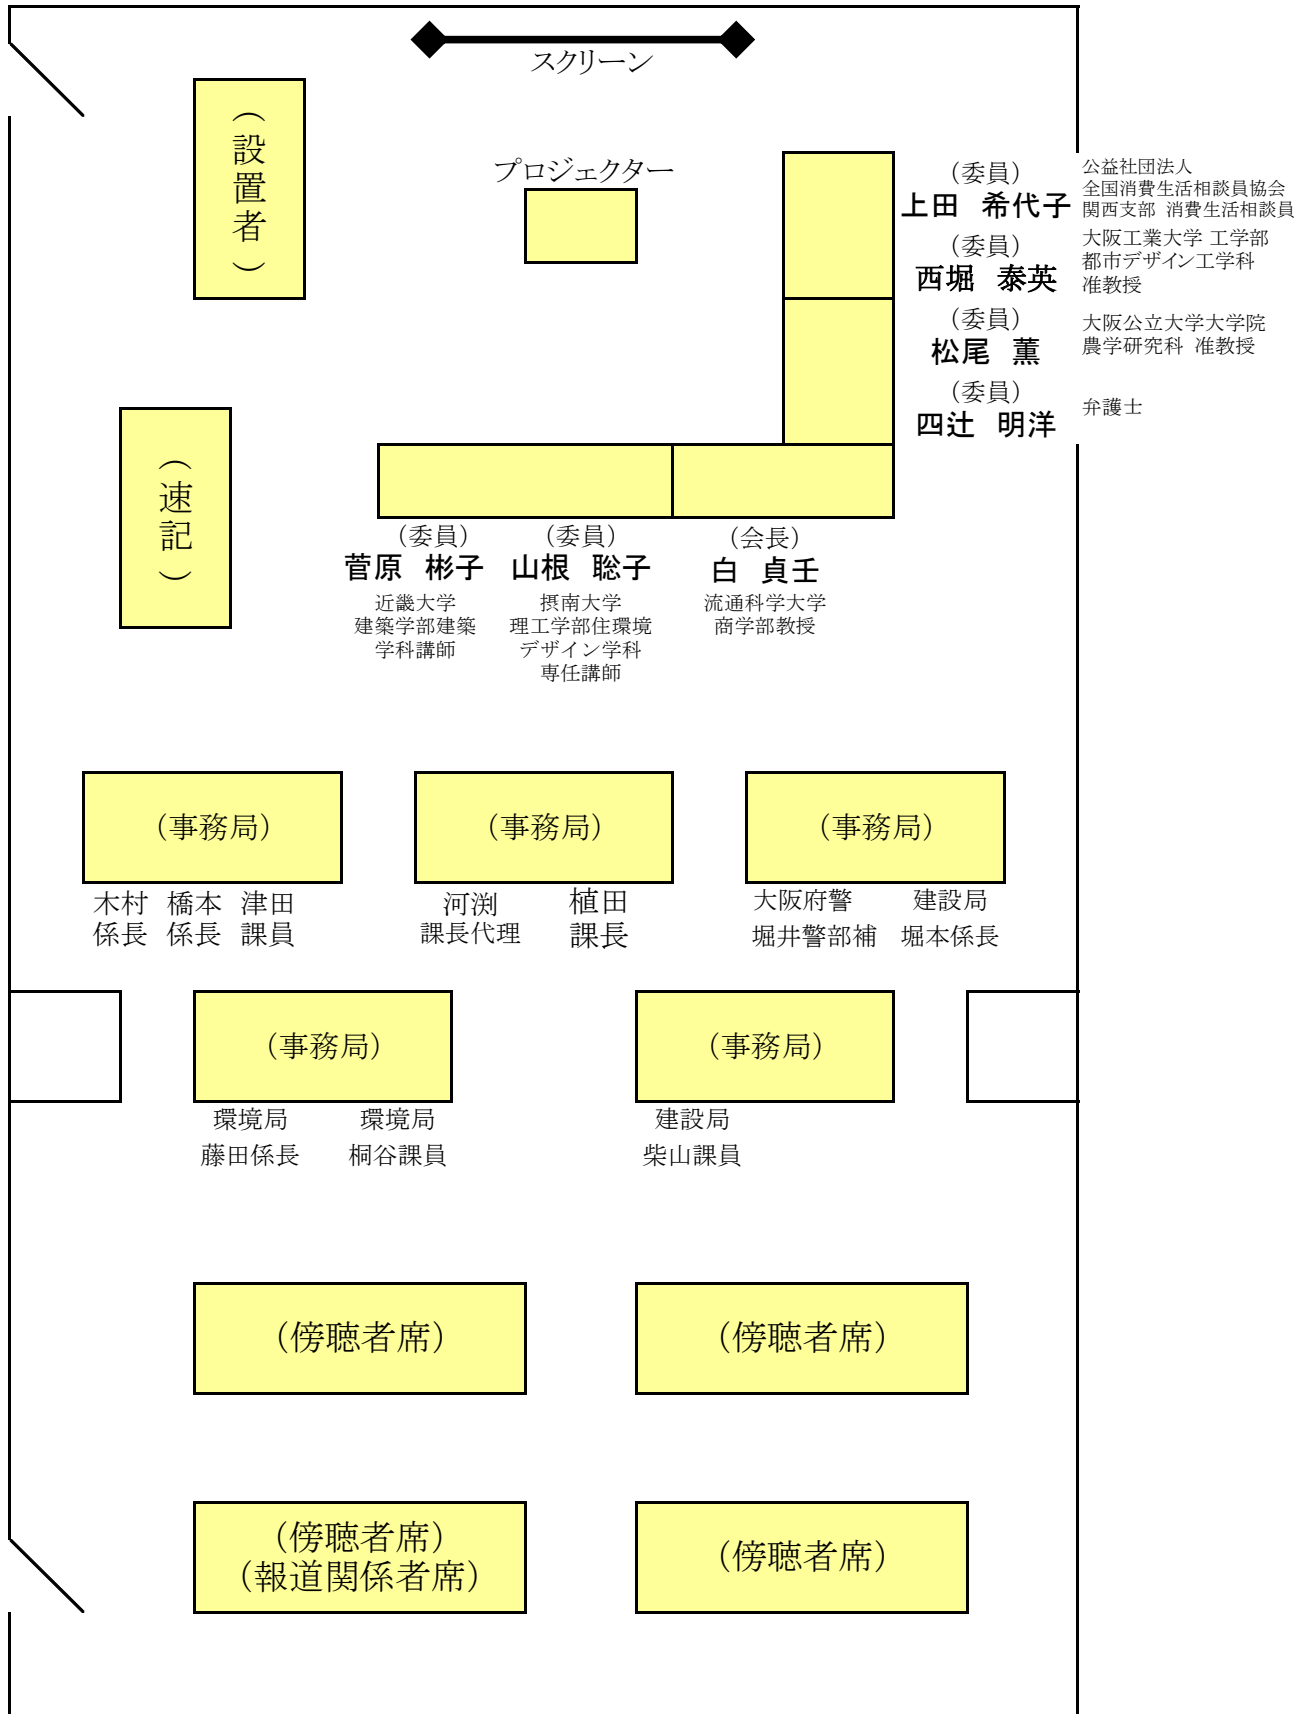 スクリーン
（設置者）
プロジェクター
（委員）
上田　希代子
公益社団法人
全国消費生活相談員協会
関西支部 消費生活相談員
（委員）
西堀　泰英
大阪工業大学 工学部
都市デザイン工学科
准教授
（委員）
松尾　薫
大阪公立大学大学院
農学研究科 准教授
（委員）
四辻　明洋
弁護士
（速記）
（委員）
菅原　彬子
近畿大学
建築学部建築
学科講師
（委員）
山根　聡子
摂南大学
理工学部住環境
デザイン学科
専任講師
（会長）
白　貞壬
流通科学大学
商学部教授
（事務局）
木村
係長
橋本
係長
津田
課員
（事務局）
河渕
課長代理
植田
課長
（事務局）
大阪府警
堀井警部補
建設局
堀本係長
（事務局）
環境局
藤田係長
環境局
桐谷課員
（事務局）
建設局
柴山課員
（傍聴者席）
（傍聴者席）
（傍聴者席）
（報道関係者席）
（傍聴者席）